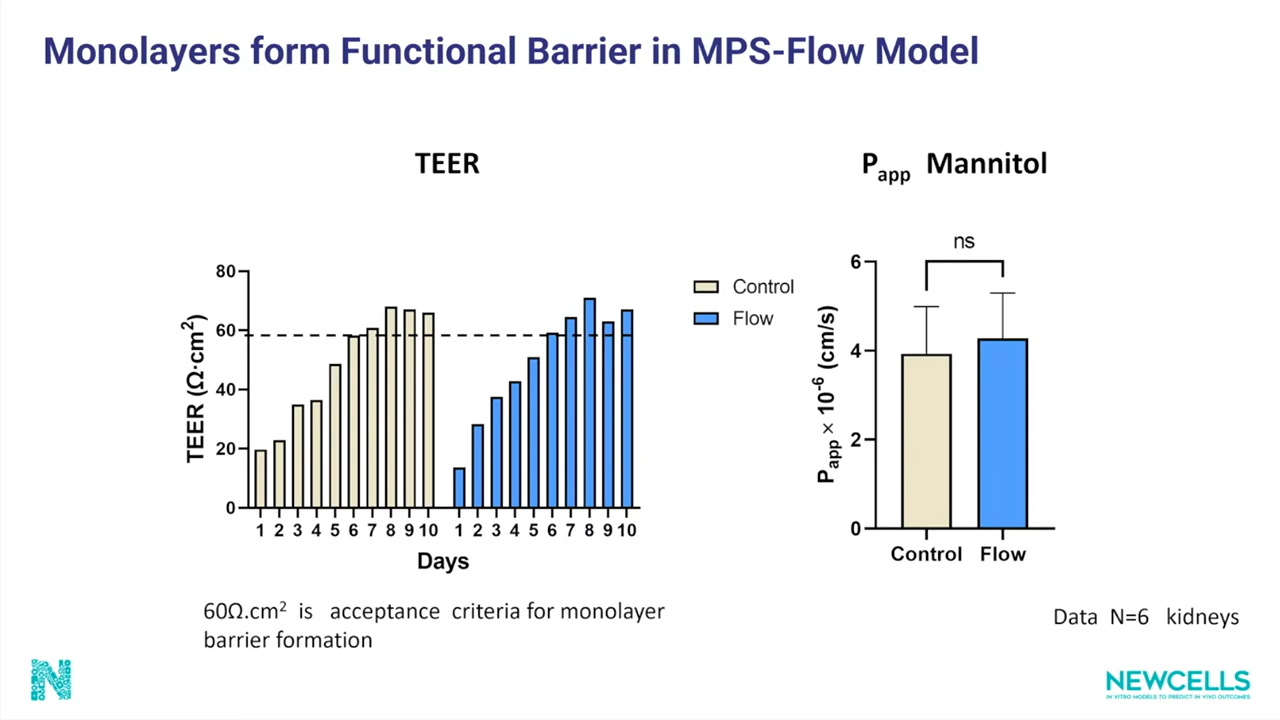 Monolayers form Functional Barrier in MPS-Flow Model
TEER
Papp Mannitol
80
60
40
20
0
TEER (Ω·cm²)
1 2 3 4 5 6 7 8 9 10 1 2 3 4 5 6 7 8 9 10
Days
Control
Flow
ns
6
4
2
0
Papp × 10⁻⁶ (cm/s)
Control Flow
60Ω.cm² is acceptance criteria for monolayer
barrier formation
Data N=6 kidneys
N
NEWCELLS
IN VITRO MODELS TO PREDICT IN VIVO OUTCOMES